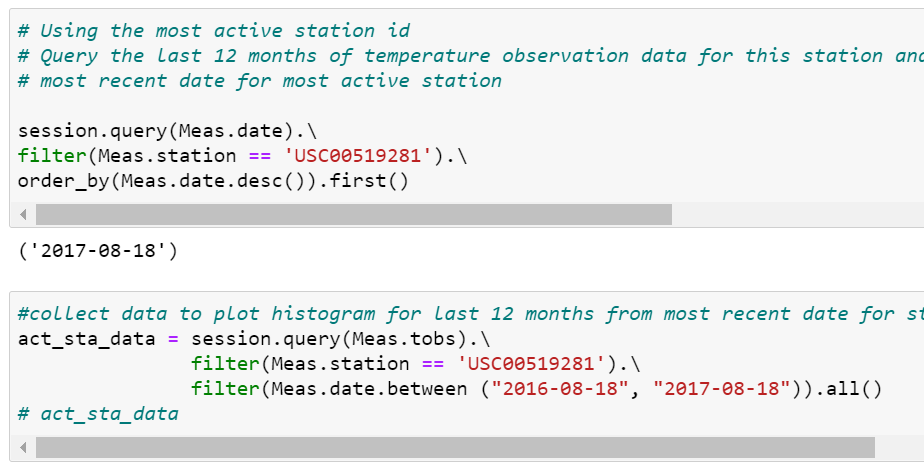 # Using the most active station id
# Query the last 12 months of temperature observation data for this station
# most recent date for most active station
session.query(Meas.date).\
filter(Meas.station == 'USC00519281').\
order_by(Meas.date.desc()).first()
('2017-08-18')
#collect data to plot histogram for last 12 months from most recent date for
act_sta_data = session.query(Meas.tobs).\
filter(Meas.station == 'USC00519281').\
filter(Meas.date.between ("2016-08-18", "2017-08-18")).all()
# act_sta_data